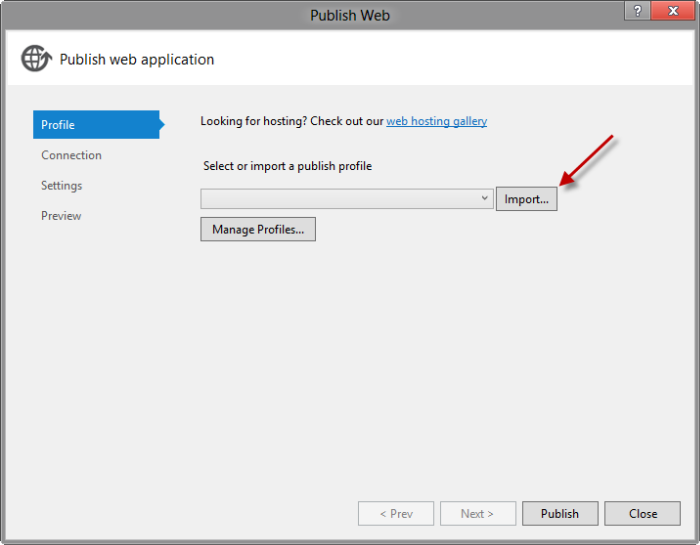 Publish Web
?
x
Publish web application
Profile
Connection
Settings
Preview
Looking for hosting? Check out our web hosting gallery
Select or import a publish profile
Import...
Manage Profiles...
< Prev
Next >
Publish
Close